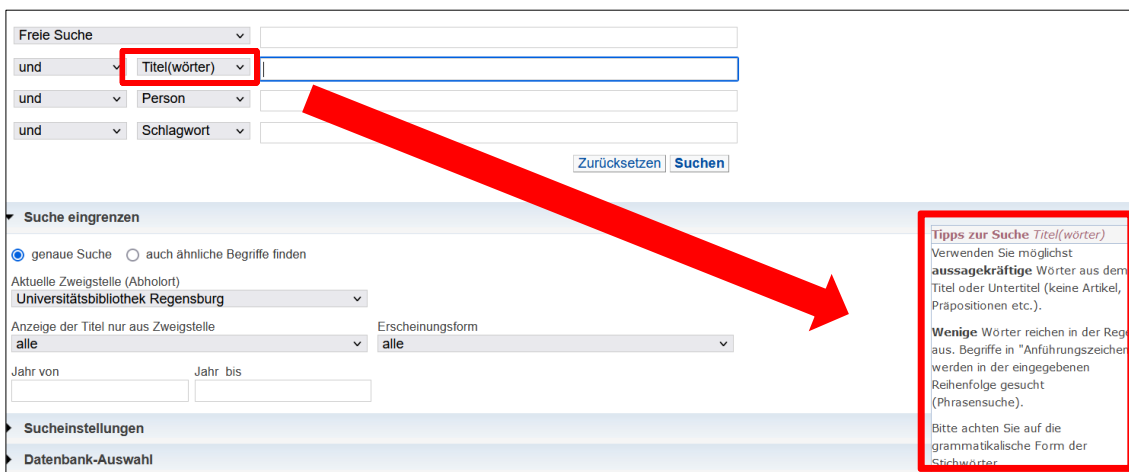 Freie Suche
und Titel(wörter)
und Person
und Schlagwort
Zurücksetzen Suchen
Suche eingrenzen
genaue Suche auch ähnliche Begriffe finden
Aktuelle Zweigstelle (Abholort)
Universitätsbibliothek Regensburg
Anzeige der Titel nur aus Zweigstelle Erscheinungsform
alle alle
Jahr von Jahr bis
Sucheinstellungen
Datenbank-Auswahl
Tipps zur Suche Titel(wörter)
Verwenden Sie möglichst
aussagekräftige Wörter aus dem
Titel oder Untertitel (keine Artikel,
Präpositionen etc.).
Wenige Wörter reichen in der Rege
aus. Begriffe in "Anführungszeichen
werden in der eingegebenen
Reihenfolge gesucht
(Phrasensuche).
Bitte achten Sie auf die
grammatikalische Form der
Stichwörter